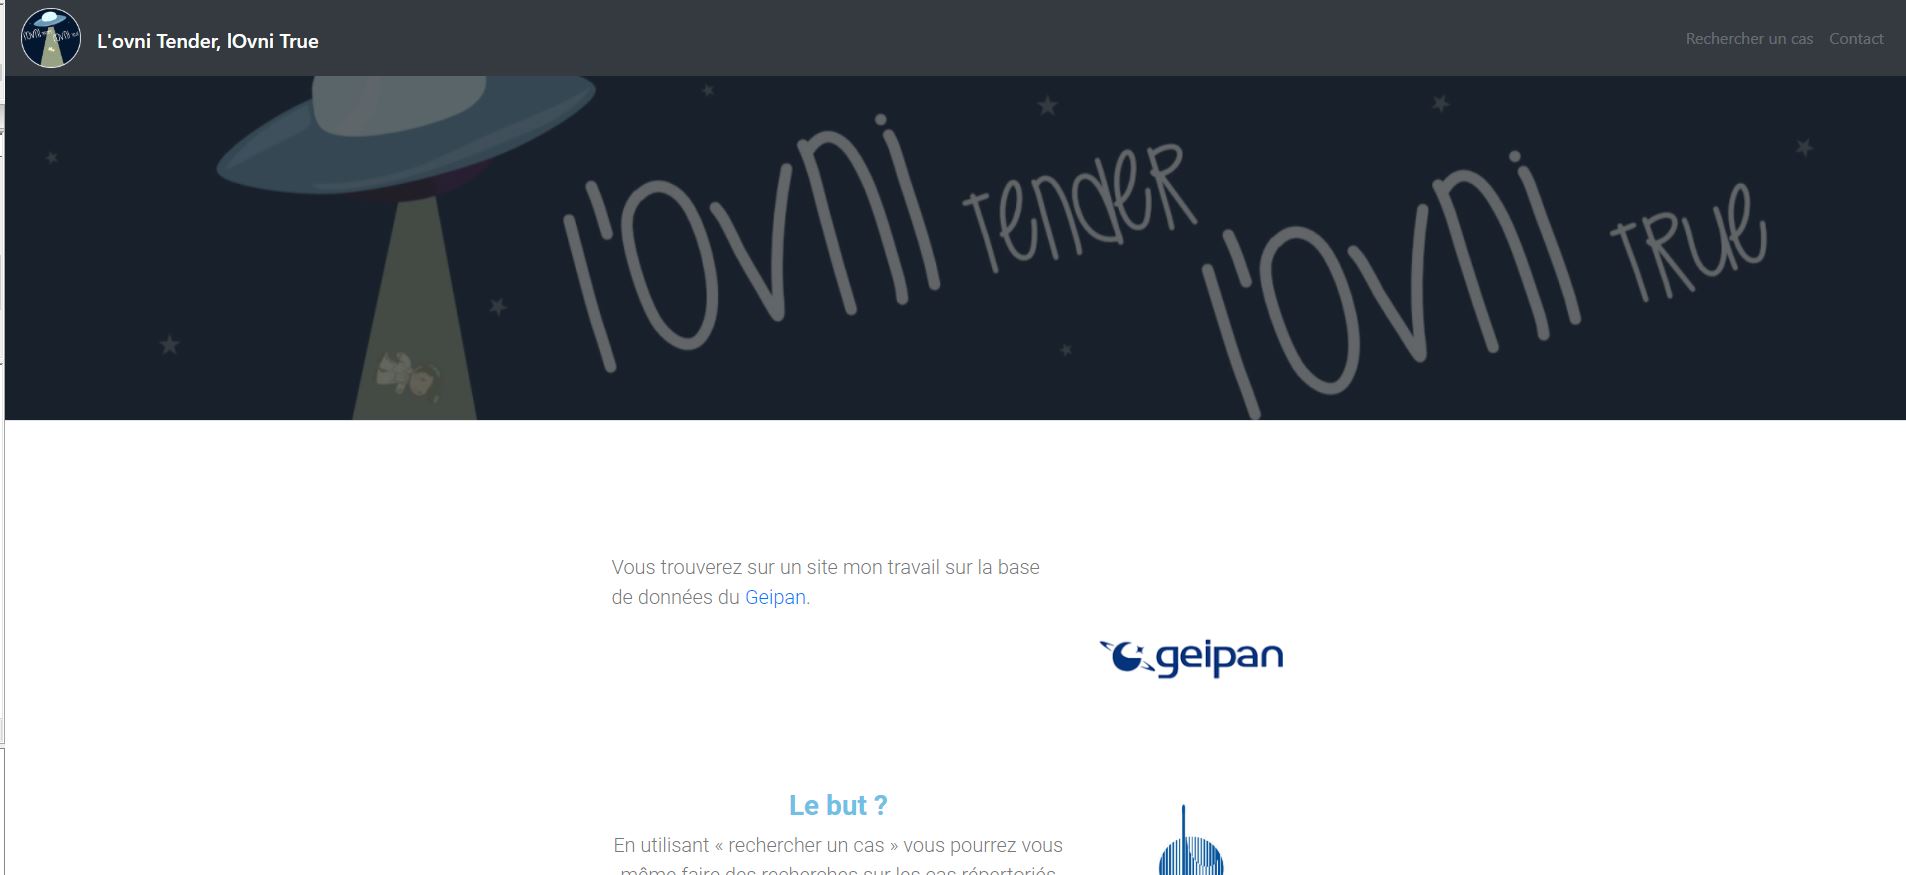 L'ovni Tender, lOvni True
Rechercher un cas Contact
l'ovni tender
l'ovni true
Vous trouverez sur un site mon travail sur la base
de données du Geipan.
geipan
Le but ?
En utilisant « rechercher un cas » vous pourrez vous
même faire des recherches sur les cas répertoriés